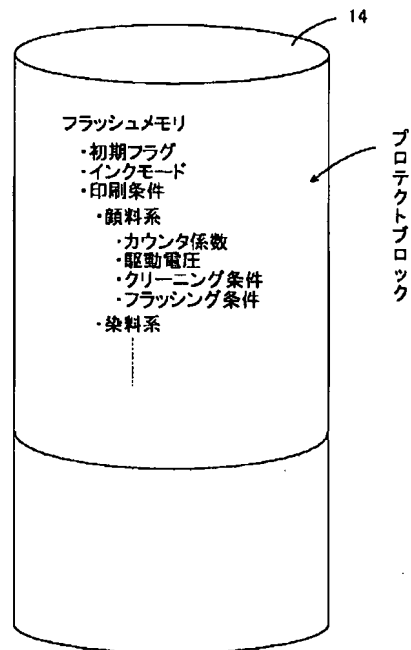 14
フラッシュメモリ
・初期フラグ
・インクモード
・印刷条件
・顔料系
・カウンタ係数
・駆動電圧
・クリーニング条件
・フラッシング条件
・染料系
プロテクトブロック